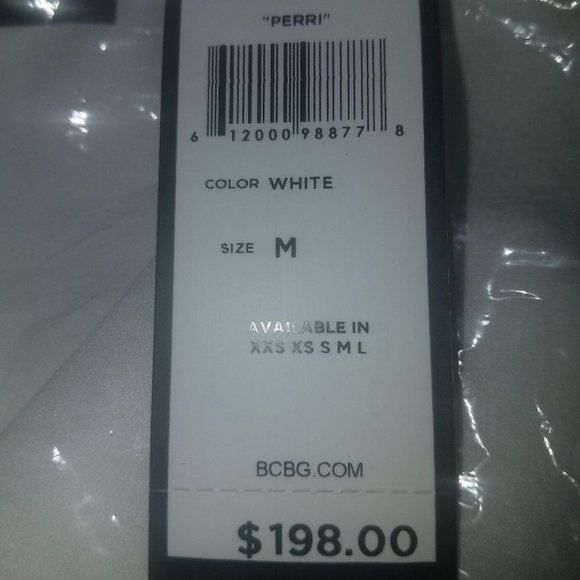 "PERRI"
6 12000 98877 8
COLOR WHITE
SIZE M
AVAILABLE IN
XXS XS S M L
BCBG.COM
$198.00